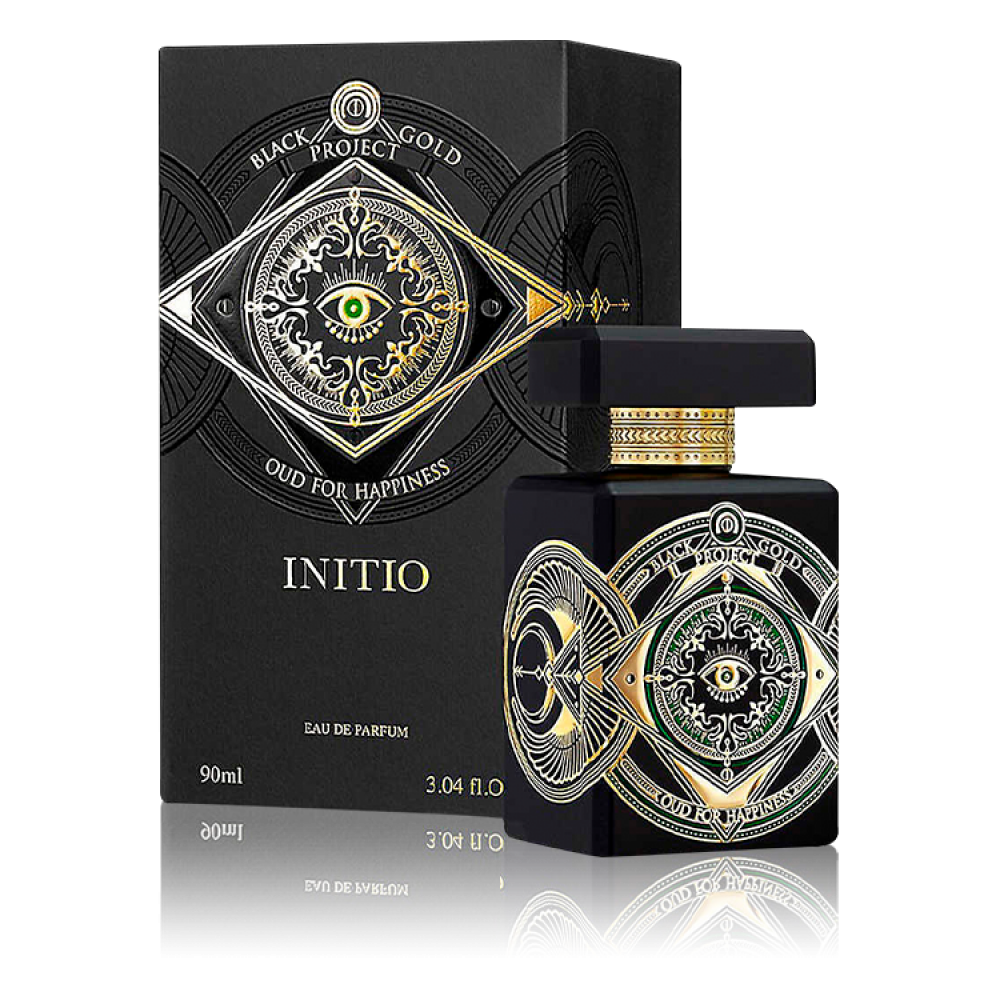 BLACK GOLD
PROJECT
OUD FOR HAPPINESS
INITIO
EAU DE PARFUM
90ml
3.04 fl.O
BLACK GOLD
PROJECT
OUD FOR HAPPINESS